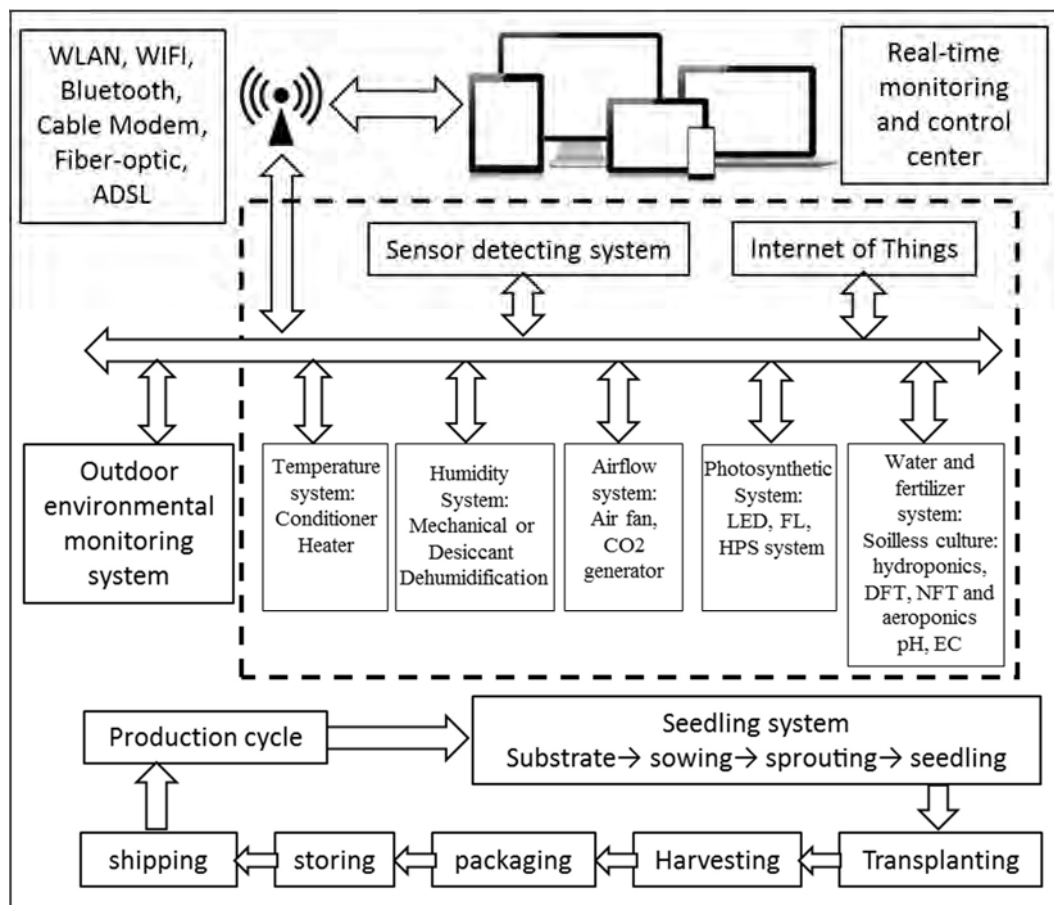 WLAN, WIFI,
Bluetooth,
Cable Modem,
Fiber-optic,
ADSL
Real-time
monitoring
and control
center
Sensor detecting system
Internet of Things
Outdoor
environmental
monitoring
system
Temperature
system:
Conditioner
Heater
Humidity
System:
Mechanical or
Desiccant
Dehumidification
Airflow
system:
Air fan,
CO2
generator
Photosynthetic
System:
LED, FL,
HPS system
Water and
fertilizer
system:
Soilless culture:
hydroponics,
DFT, NFT and
aeroponics
pH, EC
Production cycle
Seedling system
Substrate→ sowing→ sprouting→ seedling
shipping
storing
packaging
Harvesting
Transplanting